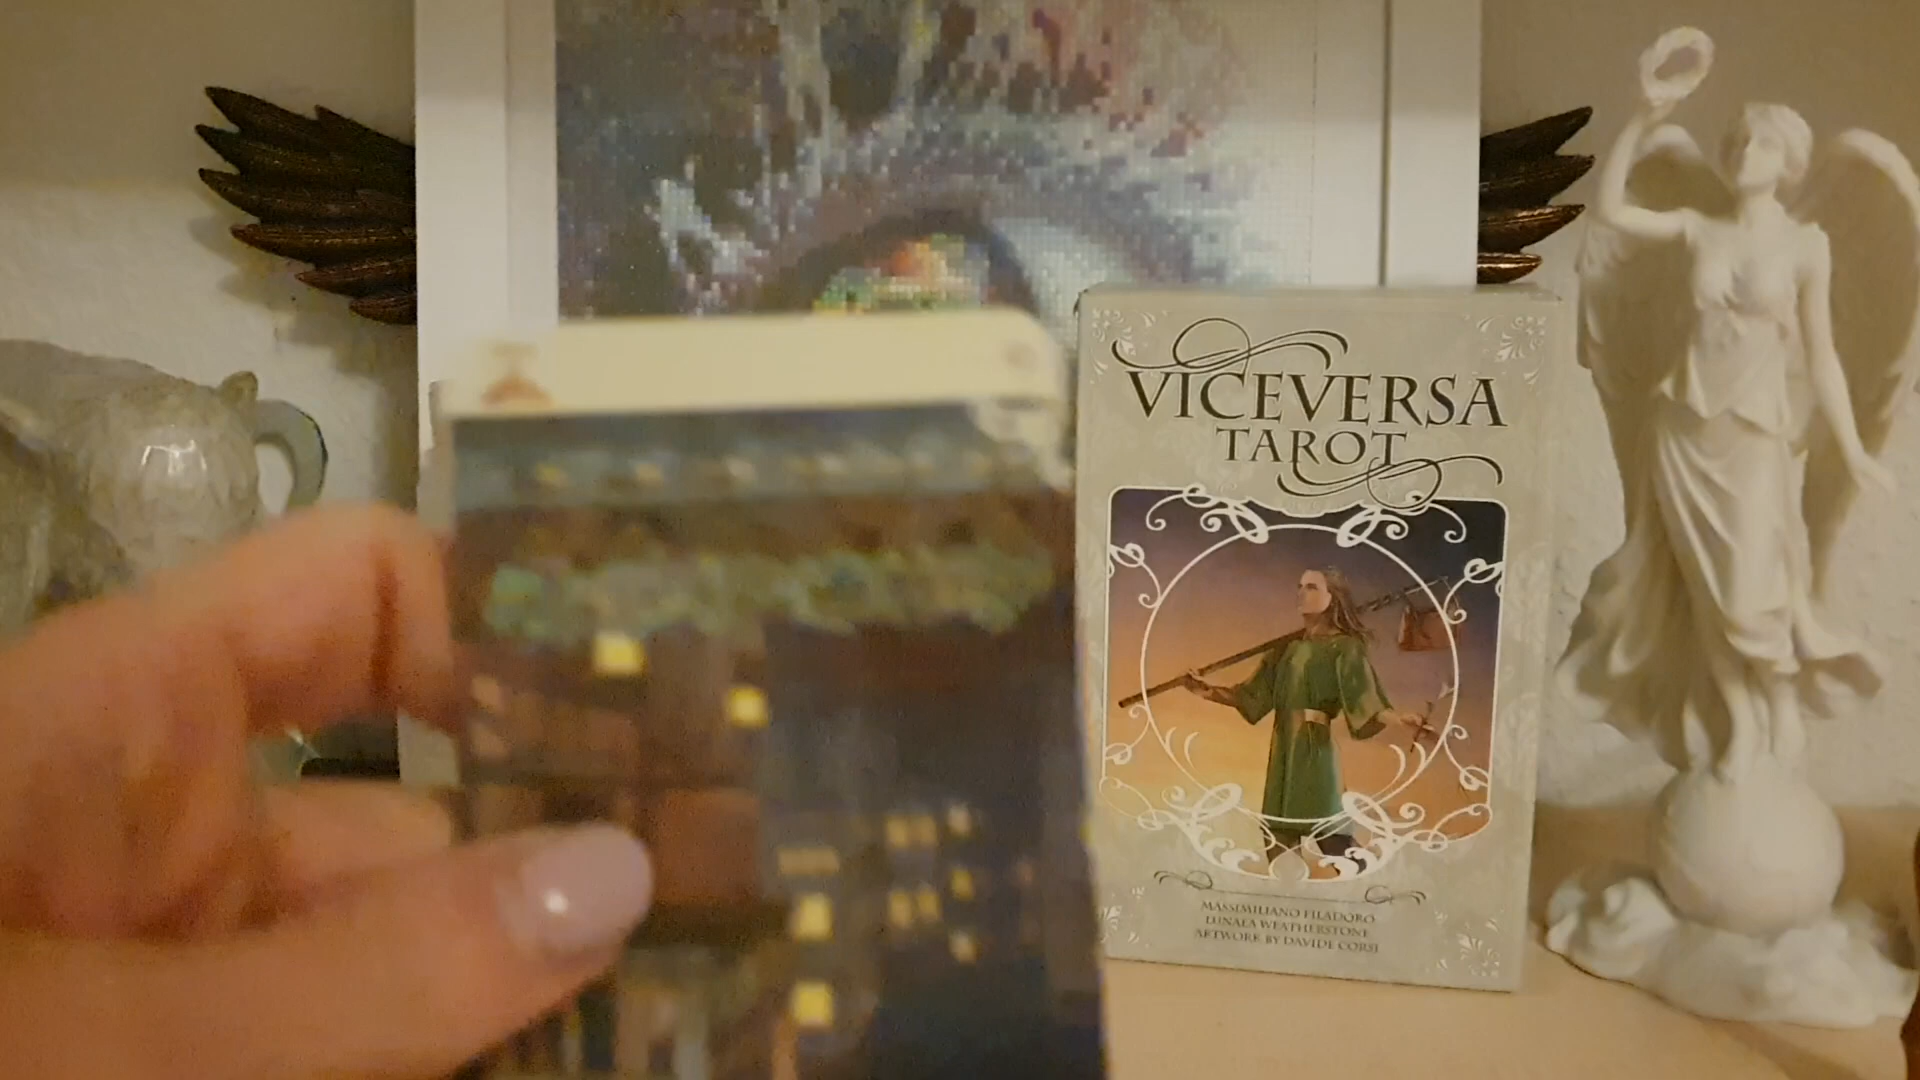 VICEVERSA
TAROT
MASSIMILIANO FILADORO
LUNAEA WEATHERSTONE
ARTWORK BY DAVIDE CORSI